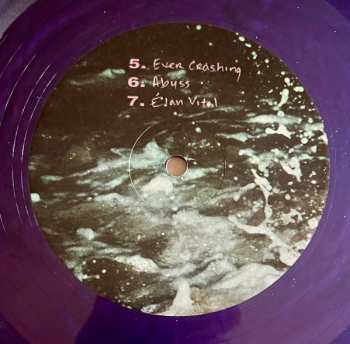 5. Ever Crashing
6. Abyss
7. Élan Vital